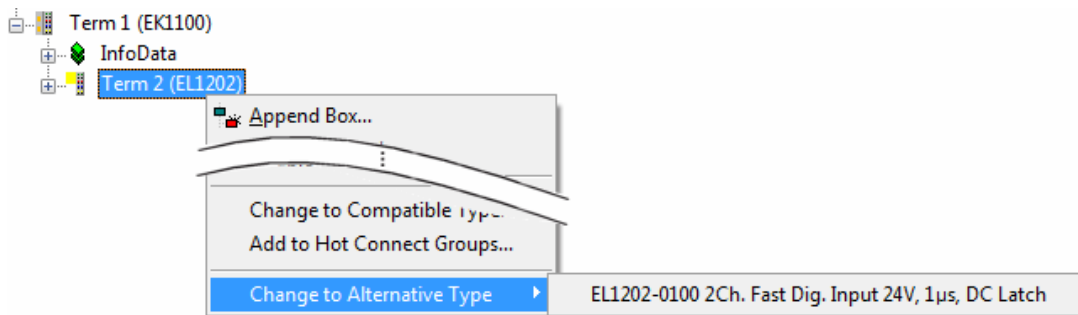 Term 1 (EK1100)
InfoData
Term 2 (EL1202)
Append Box...
Change to Compatible
Add to Hot Connect Groups...
Change to Alternative Type
EL1202-0100 2Ch. Fast Dig. Input 24V, 1µs, DC Latch